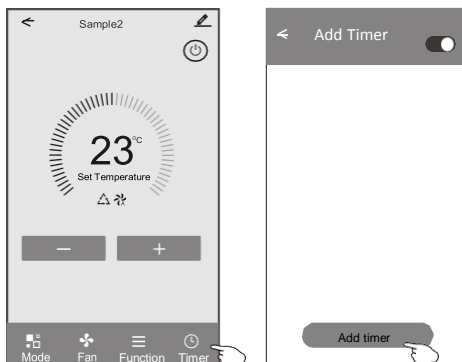 Sample2
23°C
Set Temperature
A
− +
Mode Fan Function Timer
Add Timer
Add timer